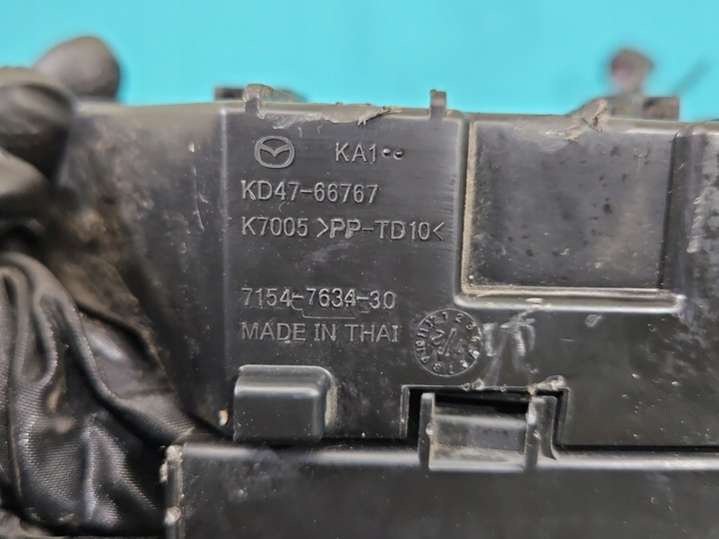 KA1
KD47-66767
K7005 >PP-TD10<
7154-7634-30
MADE IN THAI